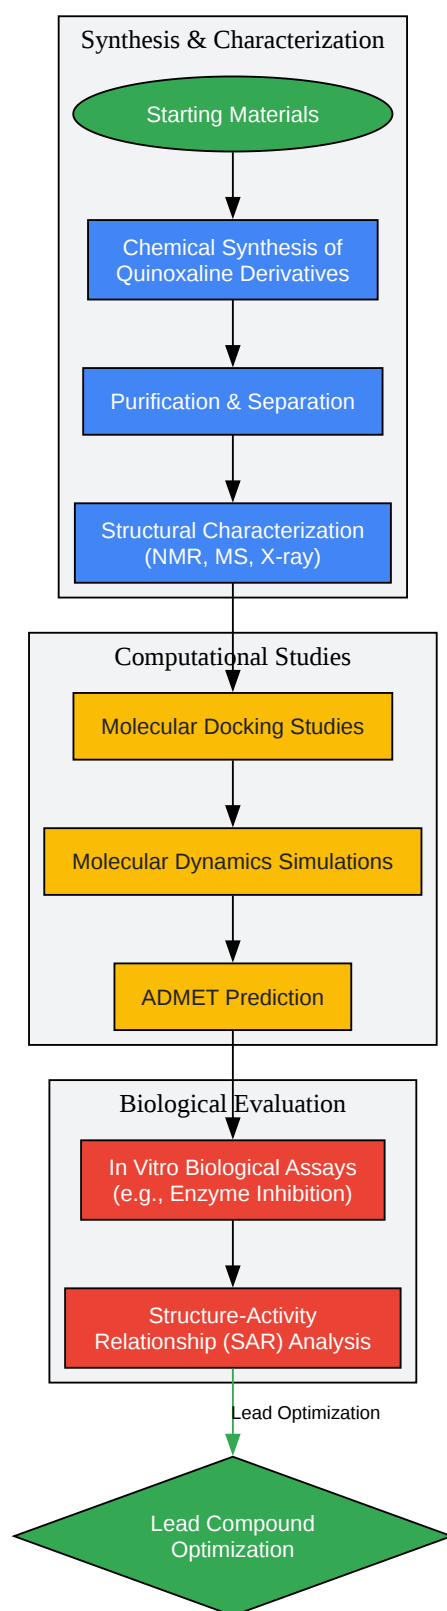 Synthesis & Characterization
Starting Materials
Chemical Synthesis of
Quinoxaline Derivatives
Purification & Separation
Structural Characterization
(NMR, MS, X-ray)
Computational Studies
Molecular Docking Studies
Molecular Dynamics Simulations
ADMET Prediction
Biological Evaluation
In Vitro Biological Assays
(e.g., Enzyme Inhibition)
Structure-Activity
Relationship (SAR) Analysis
Lead Optimization
Lead Compound
Optimization